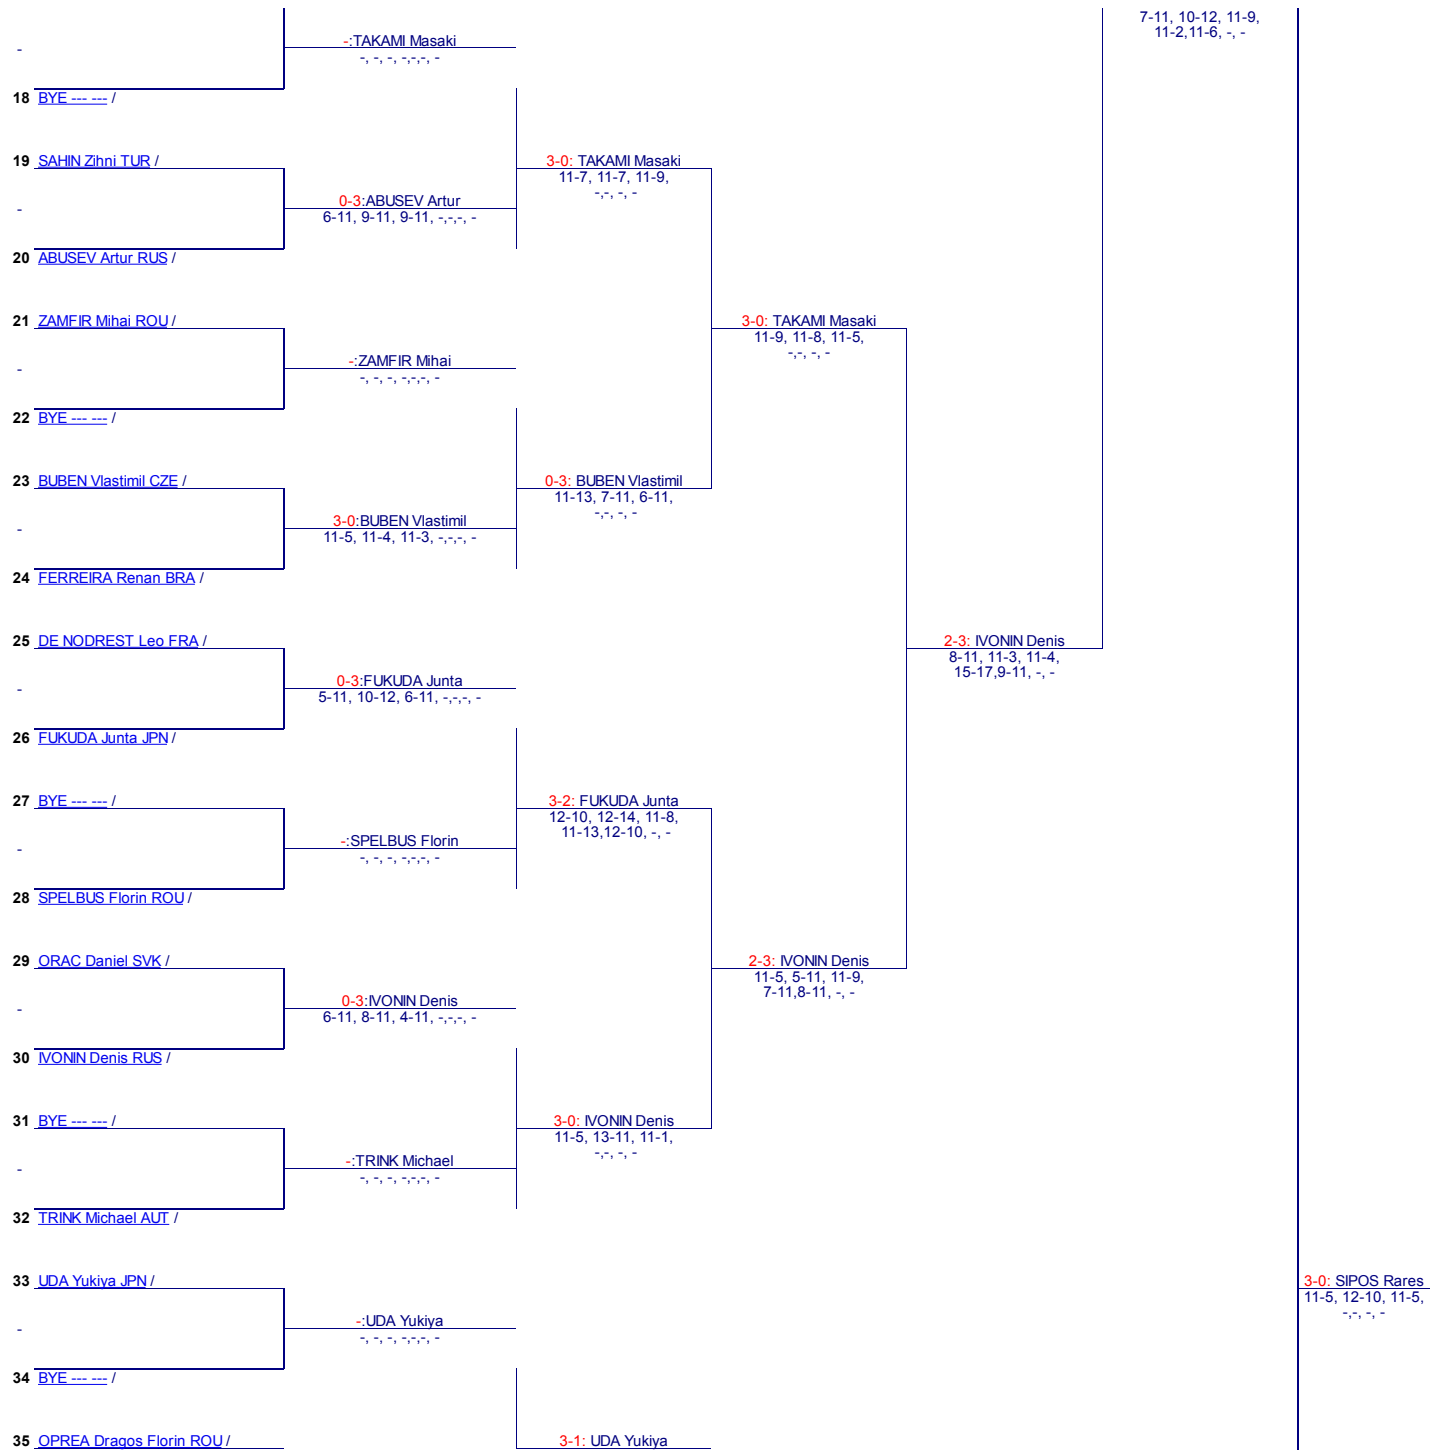 7-11, 10-12, 11-9,
11-2,11-6, -, -
-:TAKAMI Masaki
-
-, -, -, -,-,-, -
18 BYE --- --- /
19 SAHIN Zihni TUR /
3-0: TAKAMI Masaki
11-7, 11-7, 11-9,
-,-, -, -
0-3:ABUSEV Artur
-
6-11, 9-11, 9-11, -,-,-, -
20 ABUSEV Artur RUS /
21 ZAMFIR Mihai ROU /
3-0: TAKAMI Masaki
11-9, 11-8, 11-5,
-,-, -, -
-:ZAMFIR Mihai
-
-, -, -, -,-,-, -
22 BYE --- --- /
23 BUBEN Vlastimil CZE /
0-3: BUBEN Vlastimil
11-13, 7-11, 6-11,
-,-, -, -
3-0:BUBEN Vlastimil
-
11-5, 11-4, 11-3, -,-,-, -
24 FERREIRA Renan BRA /
25 DE NODREST Leo FRA /
2-3: IVONIN Denis
8-11, 11-3, 11-4,
15-17,9-11, -, -
0-3:FUKUDA Junta
-
5-11, 10-12, 6-11, -,-,-, -
26 FUKUDA Junta JPN /
27 BYE --- --- /
3-2: FUKUDA Junta
12-10, 12-14, 11-8,
11-13,12-10, -, -
-:SPELBUS Florin
-
-, -, -, -,-,-, -
28 SPELBUS Florin ROU /
29 ORAC Daniel SVK /
2-3: IVONIN Denis
11-5, 5-11, 11-9,
7-11,8-11, -, -
0-3:IVONIN Denis
-
6-11, 8-11, 4-11, -,-,-, -
30 IVONIN Denis RUS /
31 BYE --- --- /
3-0: IVONIN Denis
11-5, 13-11, 11-1,
-,-, -, -
-:TRINK Michael
-
-, -, -, -,-,-, -
32 TRINK Michael AUT /
33 UDA Yukiya JPN /
3-0: SIPOS Rares
11-5, 12-10, 11-5,
-,-, -, -
-:UDA Yukiya
-
-, -, -, -,-,-, -
34 BYE --- --- /
35 OPREA Dragos Florin ROU /
3-1: UDA Yukiya